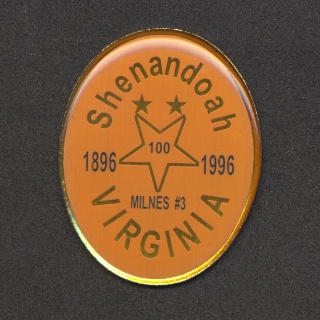 Shenandoah
100
1896 1996
MILNES #3
VIRGINIA